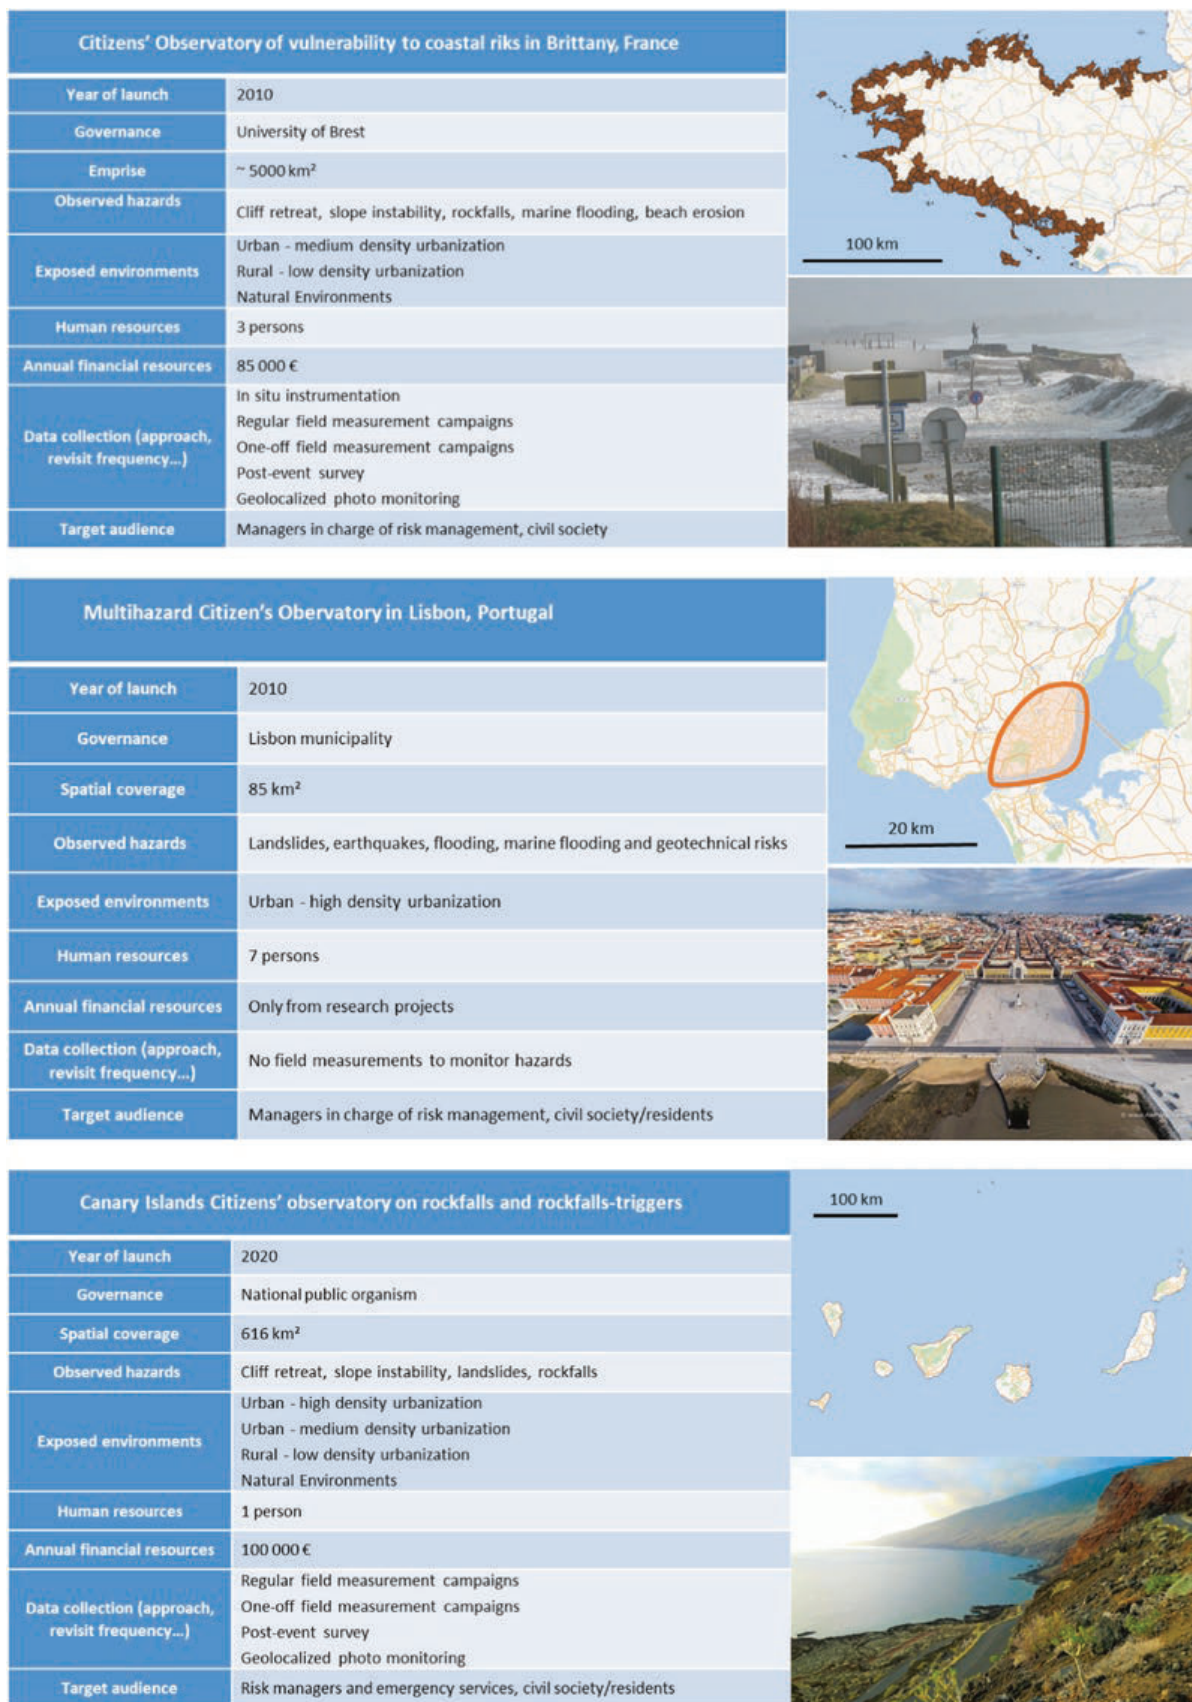 Citizens' Observatory of vulnerability to coastal riks in Brittany, France
Year of launch 2010
Governance University of Brest
Emprise ~ 5000 km²
Observed hazards Cliff retreat, slope instability, rockfalls, marine flooding, beach erosion
Exposed environments Urban - medium density urbanization
Rural - low density urbanization
Natural Environments
Human resources 3 persons
Annual financial resources 85 000 €
Data collection (approach, revisit frequency...) In situ instrumentation
Regular field measurement campaigns
One-off field measurement campaigns
Post-event survey
Geolocalized photo monitoring
Target audience Managers in charge of risk management, civil society
100 km
Multihazard Citizen's Obervatory in Lisbon, Portugal
Year of launch 2010
Governance Lisbon municipality
Spatial coverage 85 km²
Observed hazards Landslides, earthquakes, flooding, marine flooding and geotechnical risks
Exposed environments Urban - high density urbanization
Human resources 7 persons
Annual financial resources Only from research projects
Data collection (approach, revisit frequency...) No field measurements to monitor hazards
Target audience Managers in charge of risk management, civil society/residents
20 km
Canary Islands Citizens' observatory on rockfalls and rockfalls-triggers
Year of launch 2020
Governance National public organism
Spatial coverage 616 km²
Observed hazards Cliff retreat, slope instability, landslides, rockfalls
Exposed environments Urban - high density urbanization
Urban - medium density urbanization
Rural - low density urbanization
Natural Environments
Human resources 1 person
Annual financial resources 100 000 €
Data collection (approach, revisit frequency...) Regular field measurement campaigns
One-off field measurement campaigns
Post-event survey
Geolocalized photo monitoring
Target audience Risk managers and emergency services, civil society/residents
100 km